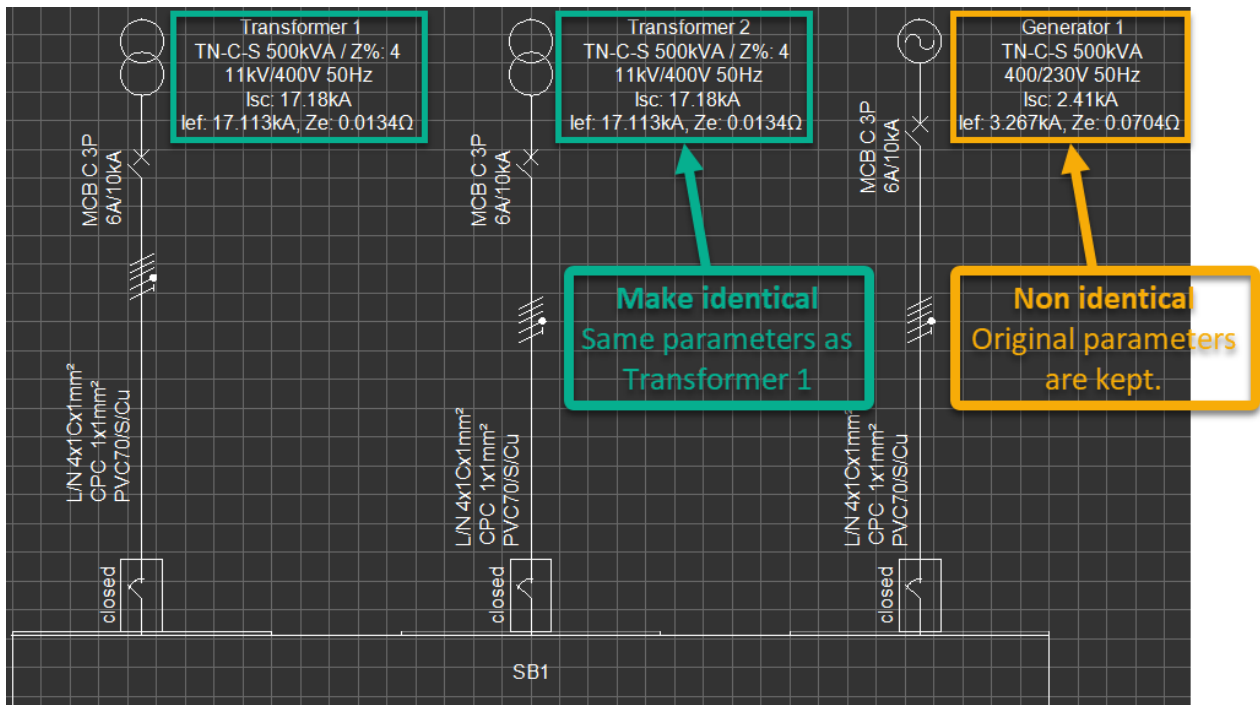 Transformer 1
TN-C-S 500kVA / Z%: 4
11kV/400V 50Hz
Isc: 17.18kA
Ief: 17.113kA, Ze: 0.0134Ω
Transformer 2
TN-C-S 500kVA / Z%: 4
11kV/400V 50Hz
Isc: 17.18kA
Ief: 17.113kA, Ze: 0.0134Ω
Generator 1
TN-C-S 500kVA
400/230V 50Hz
Isc: 2.41kA
Ief: 3.267kA, Ze: 0.0704Ω
MCB C 3P
6A/10kA
MCB C 3P
6A/10kA
MCB C 3P
6A/10kA
Make identical
Same parameters as
Transformer 1
Non identical
Original parameters
are kept.
L/N 4x1Cx1mm²
CPC 1x1mm²
PVC70/S/Cu
L/N 4x1Cx1mm²
CPC 1x1mm²
PVC70/S/Cu
L/N 4x1Cx1mm²
CPC 1x1mm²
PVC70/S/Cu
closed
closed
closed
SB1